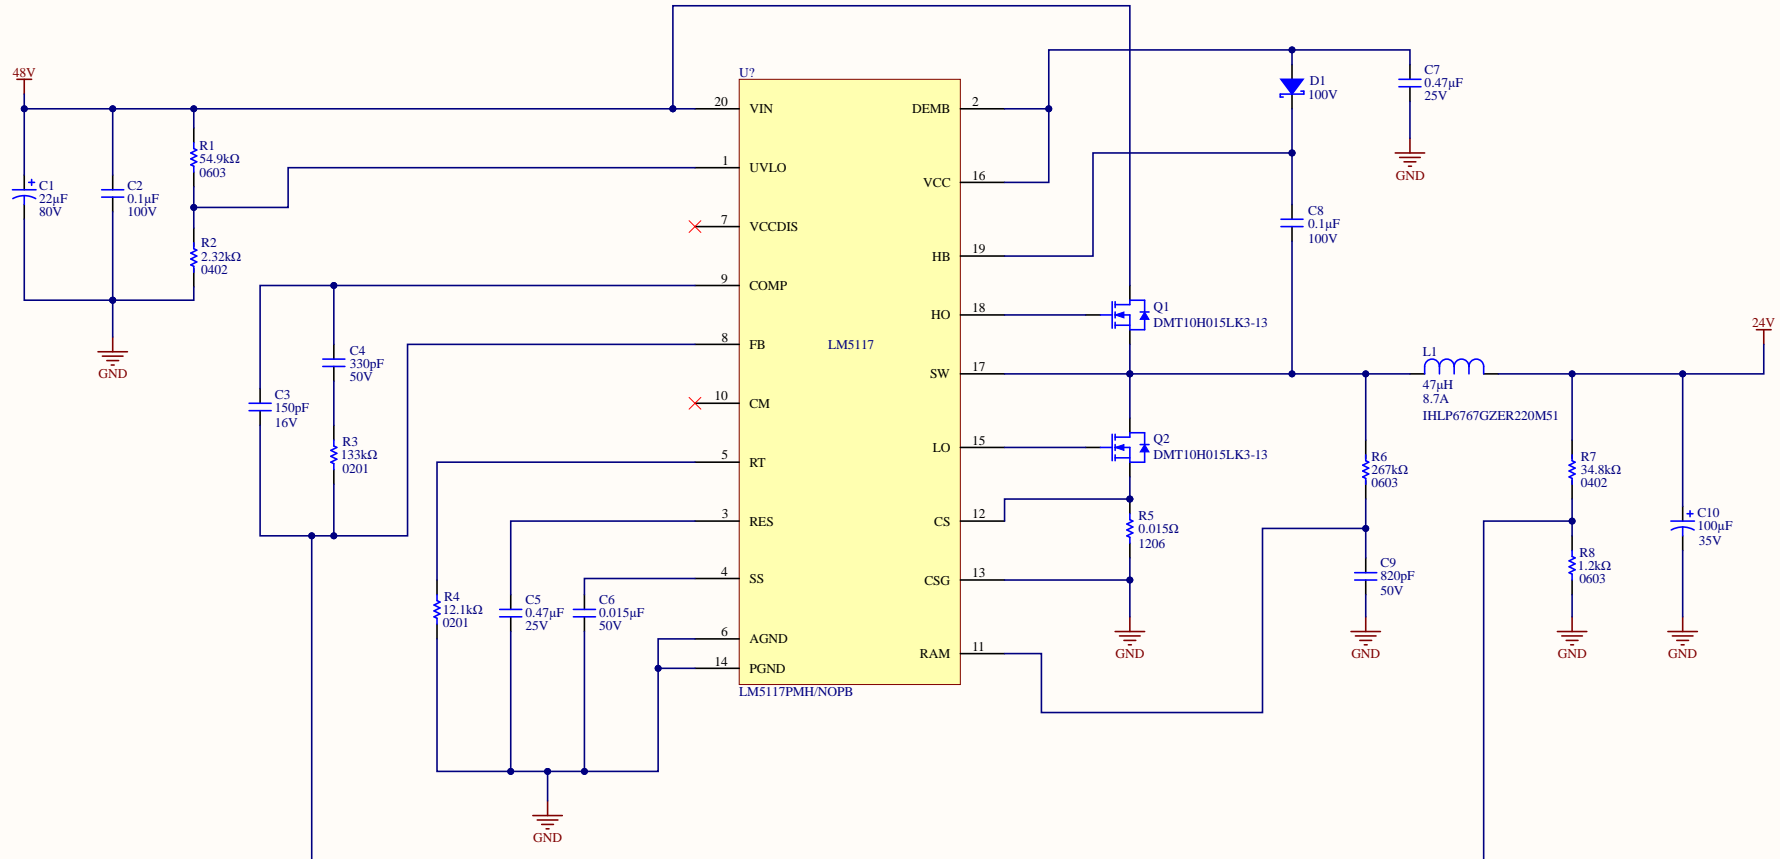 48V
C1
22µF
80V
C2
0.1µF
100V
R1
54.9kΩ
0603
R2
2.32kΩ
0402
GND
C3
150pF
16V
C4
330pF
50V
R3
133kΩ
0201
R4
12.1kΩ
0201
C5
0.47µF
25V
C6
0.015µF
50V
GND
U?
20 VIN
1 UVLO
7 VCCDIS
9 COMP
8 FB
10 CM
5 RT
3 RES
4 SS
6 AGND
14 PGND
LM5117
DEMB 2
VCC 16
HB 19
HO 18
SW 17
LO 15
CS 12
CSG 13
RAM 11
LM5117PMH/NOPB
D1
100V
C7
0.47µF
25V
GND
C8
0.1µF
100V
Q1
DMT10H015LK3-13
Q2
DMT10H015LK3-13
R5
0.015Ω
1206
GND
L1
47µH
8.7A
IHLP6767GZER220M51
24V
R6
267kΩ
0603
C9
820pF
50V
GND
R7
34.8kΩ
0402
R8
1.2kΩ
0603
GND
C10
100µF
35V
GND